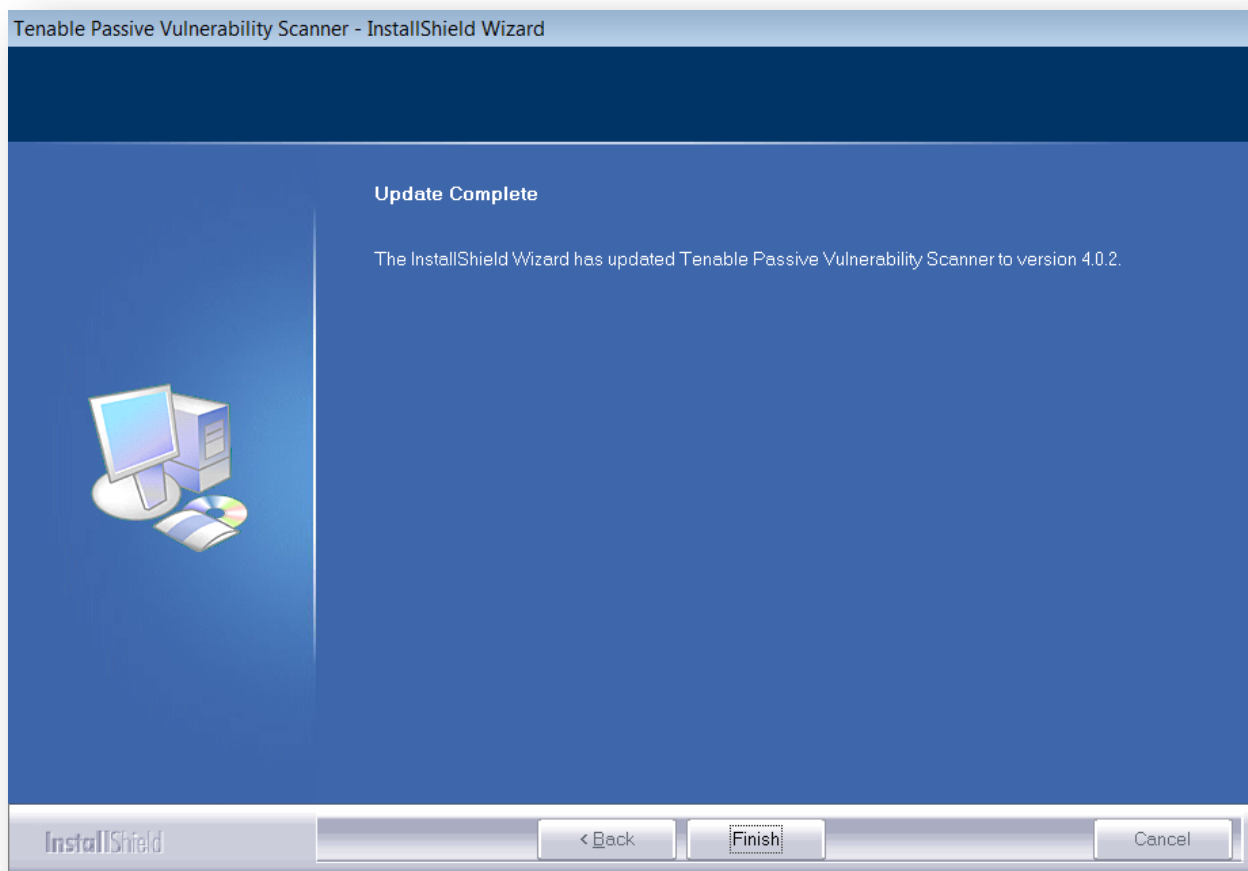 Tenable Passive Vulnerability Scanner - InstallShield Wizard
Update Complete
The InstallShield Wizard has updated Tenable Passive Vulnerability Scanner to version 4.0.2.
InstallShield
< Back
Finish
Cancel